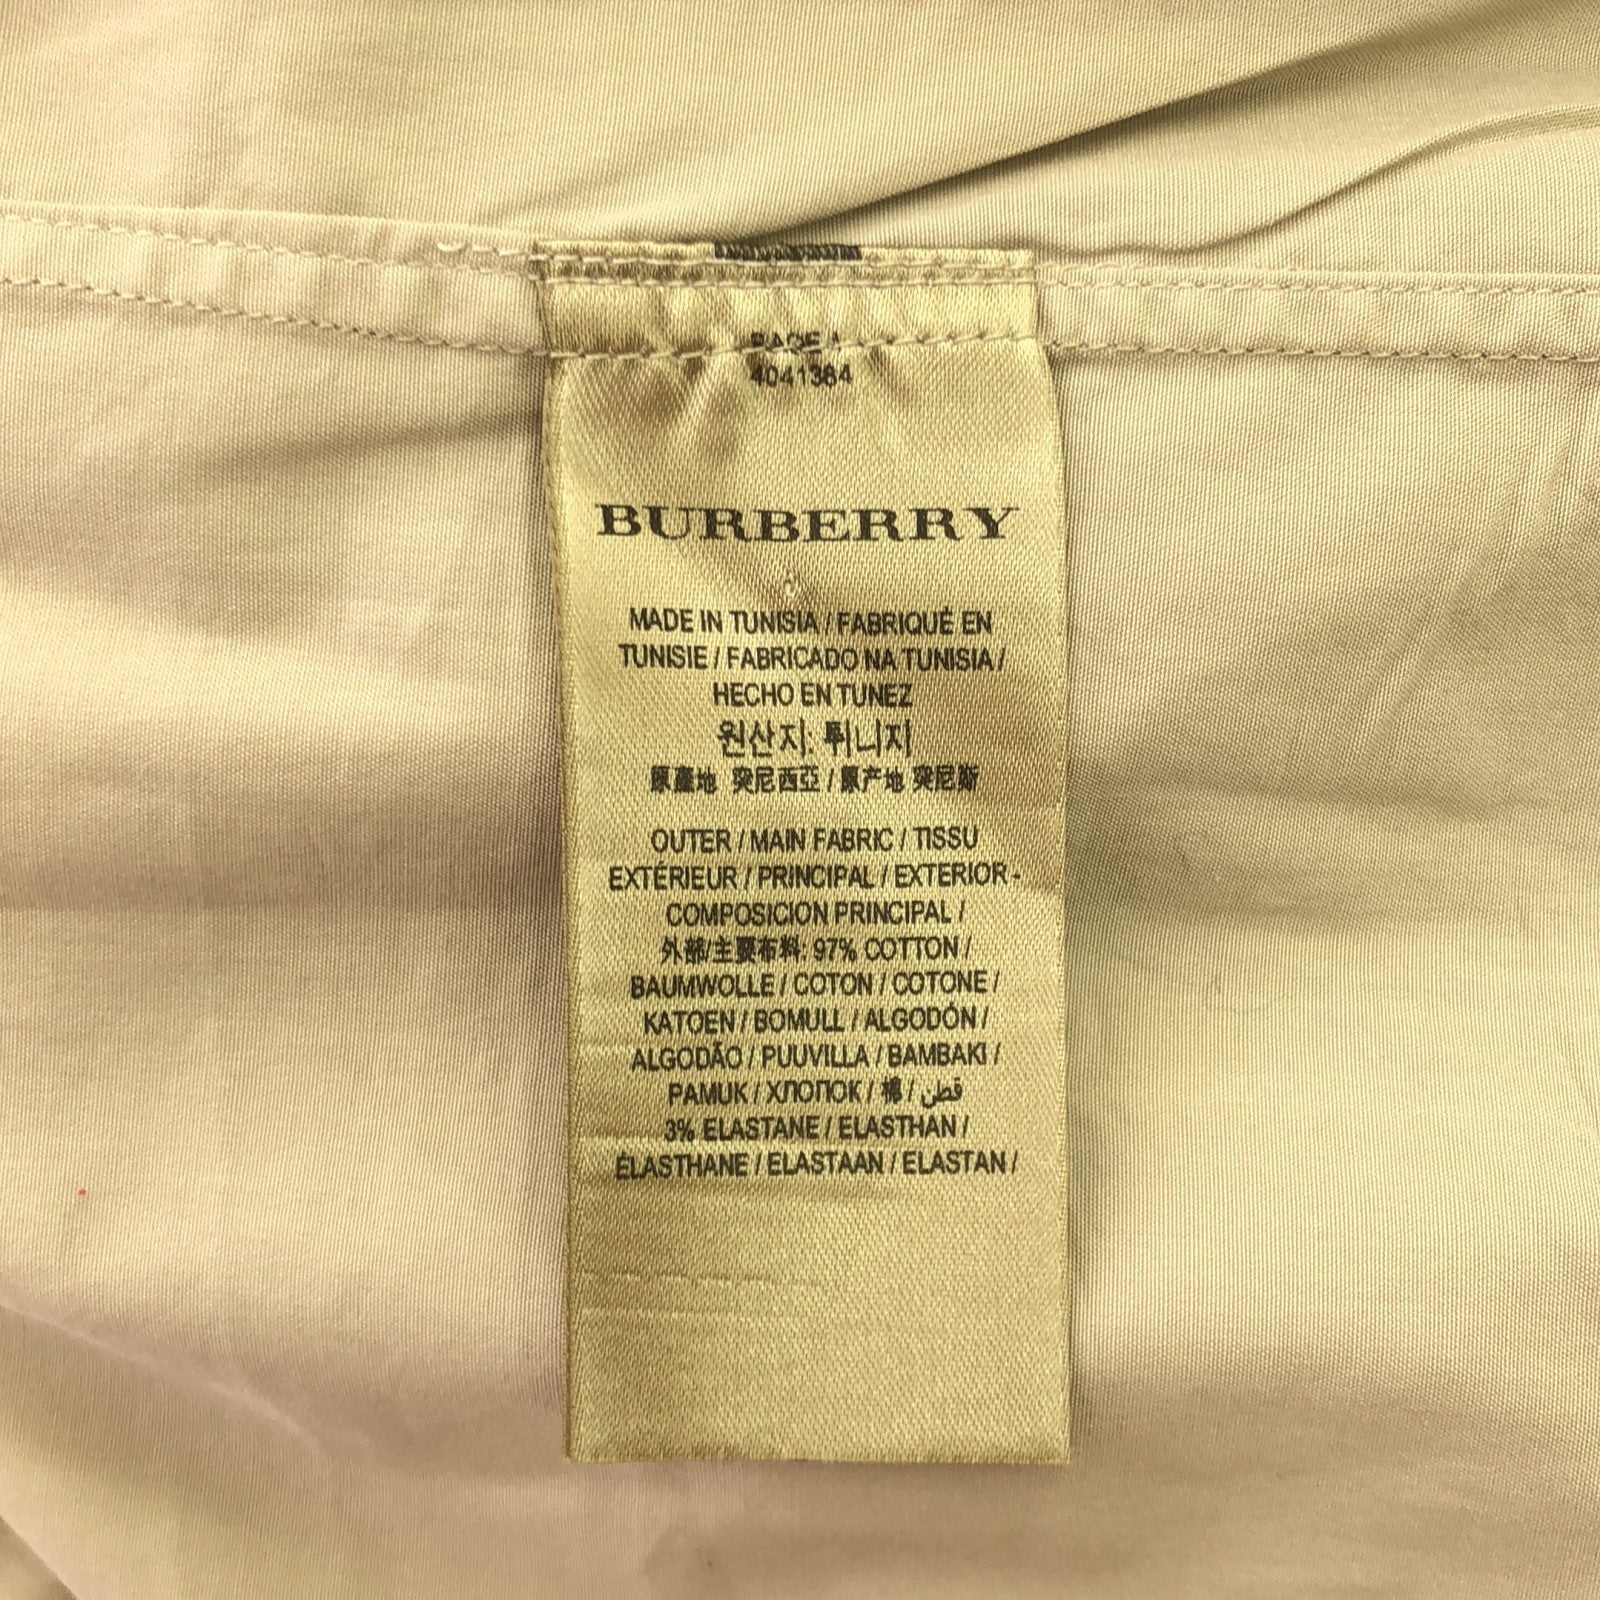 PAGE 1
4041384
BURBERRY
MADE IN TUNISIA / FABRIQUÉ EN
TUNISIE / FABRICADO NA TUNISIA /
HECHO EN TUNEZ
원산지: 튀니지
原產地 突尼西亞 / 原产地 突尼斯
OUTER / MAIN FABRIC / TISSU
EXTÉRIEUR / PRINCIPAL / EXTERIOR -
COMPOSICION PRINCIPAL /
外部/主要布料: 97% COTTON /
BAUMWOLLE / COTON / COTONE /
KATOEN / BOMULL / ALGODÓN /
ALGODÃO / PUUVILLA / BAMBAKI /
PAMUK / ХЛОПОК / 棉 / قطن
3% ELASTANE / ELASTHAN /
ÉLASTHANE / ELASTAAN / ELASTAN /